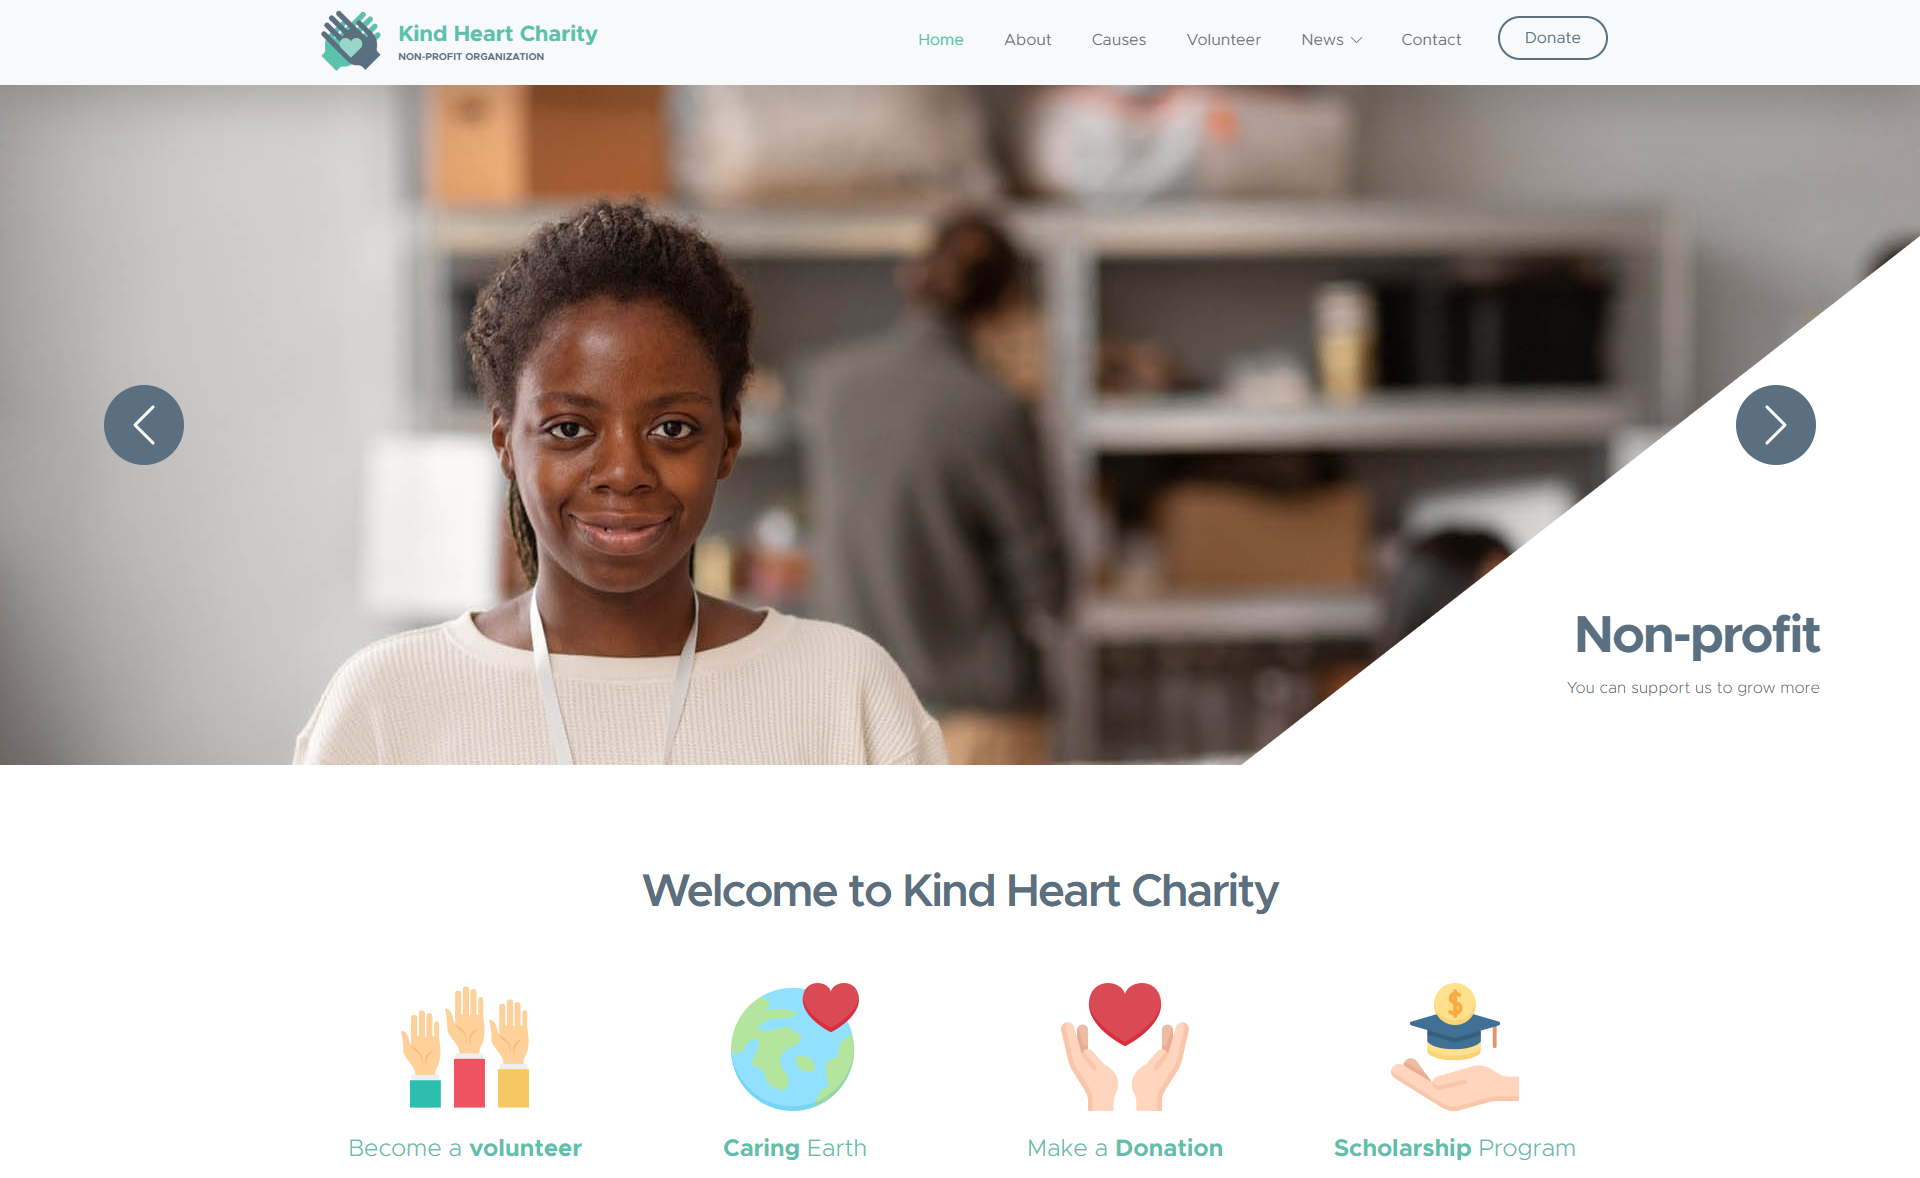 Kind Heart Charity
NON-PROFIT ORGANIZATION
Home
About
Causes
Volunteer
News
Contact
Donate
Non-profit
You can support us to grow more
Welcome to Kind Heart Charity
Become a volunteer
Caring Earth
Make a Donation
Scholarship Program